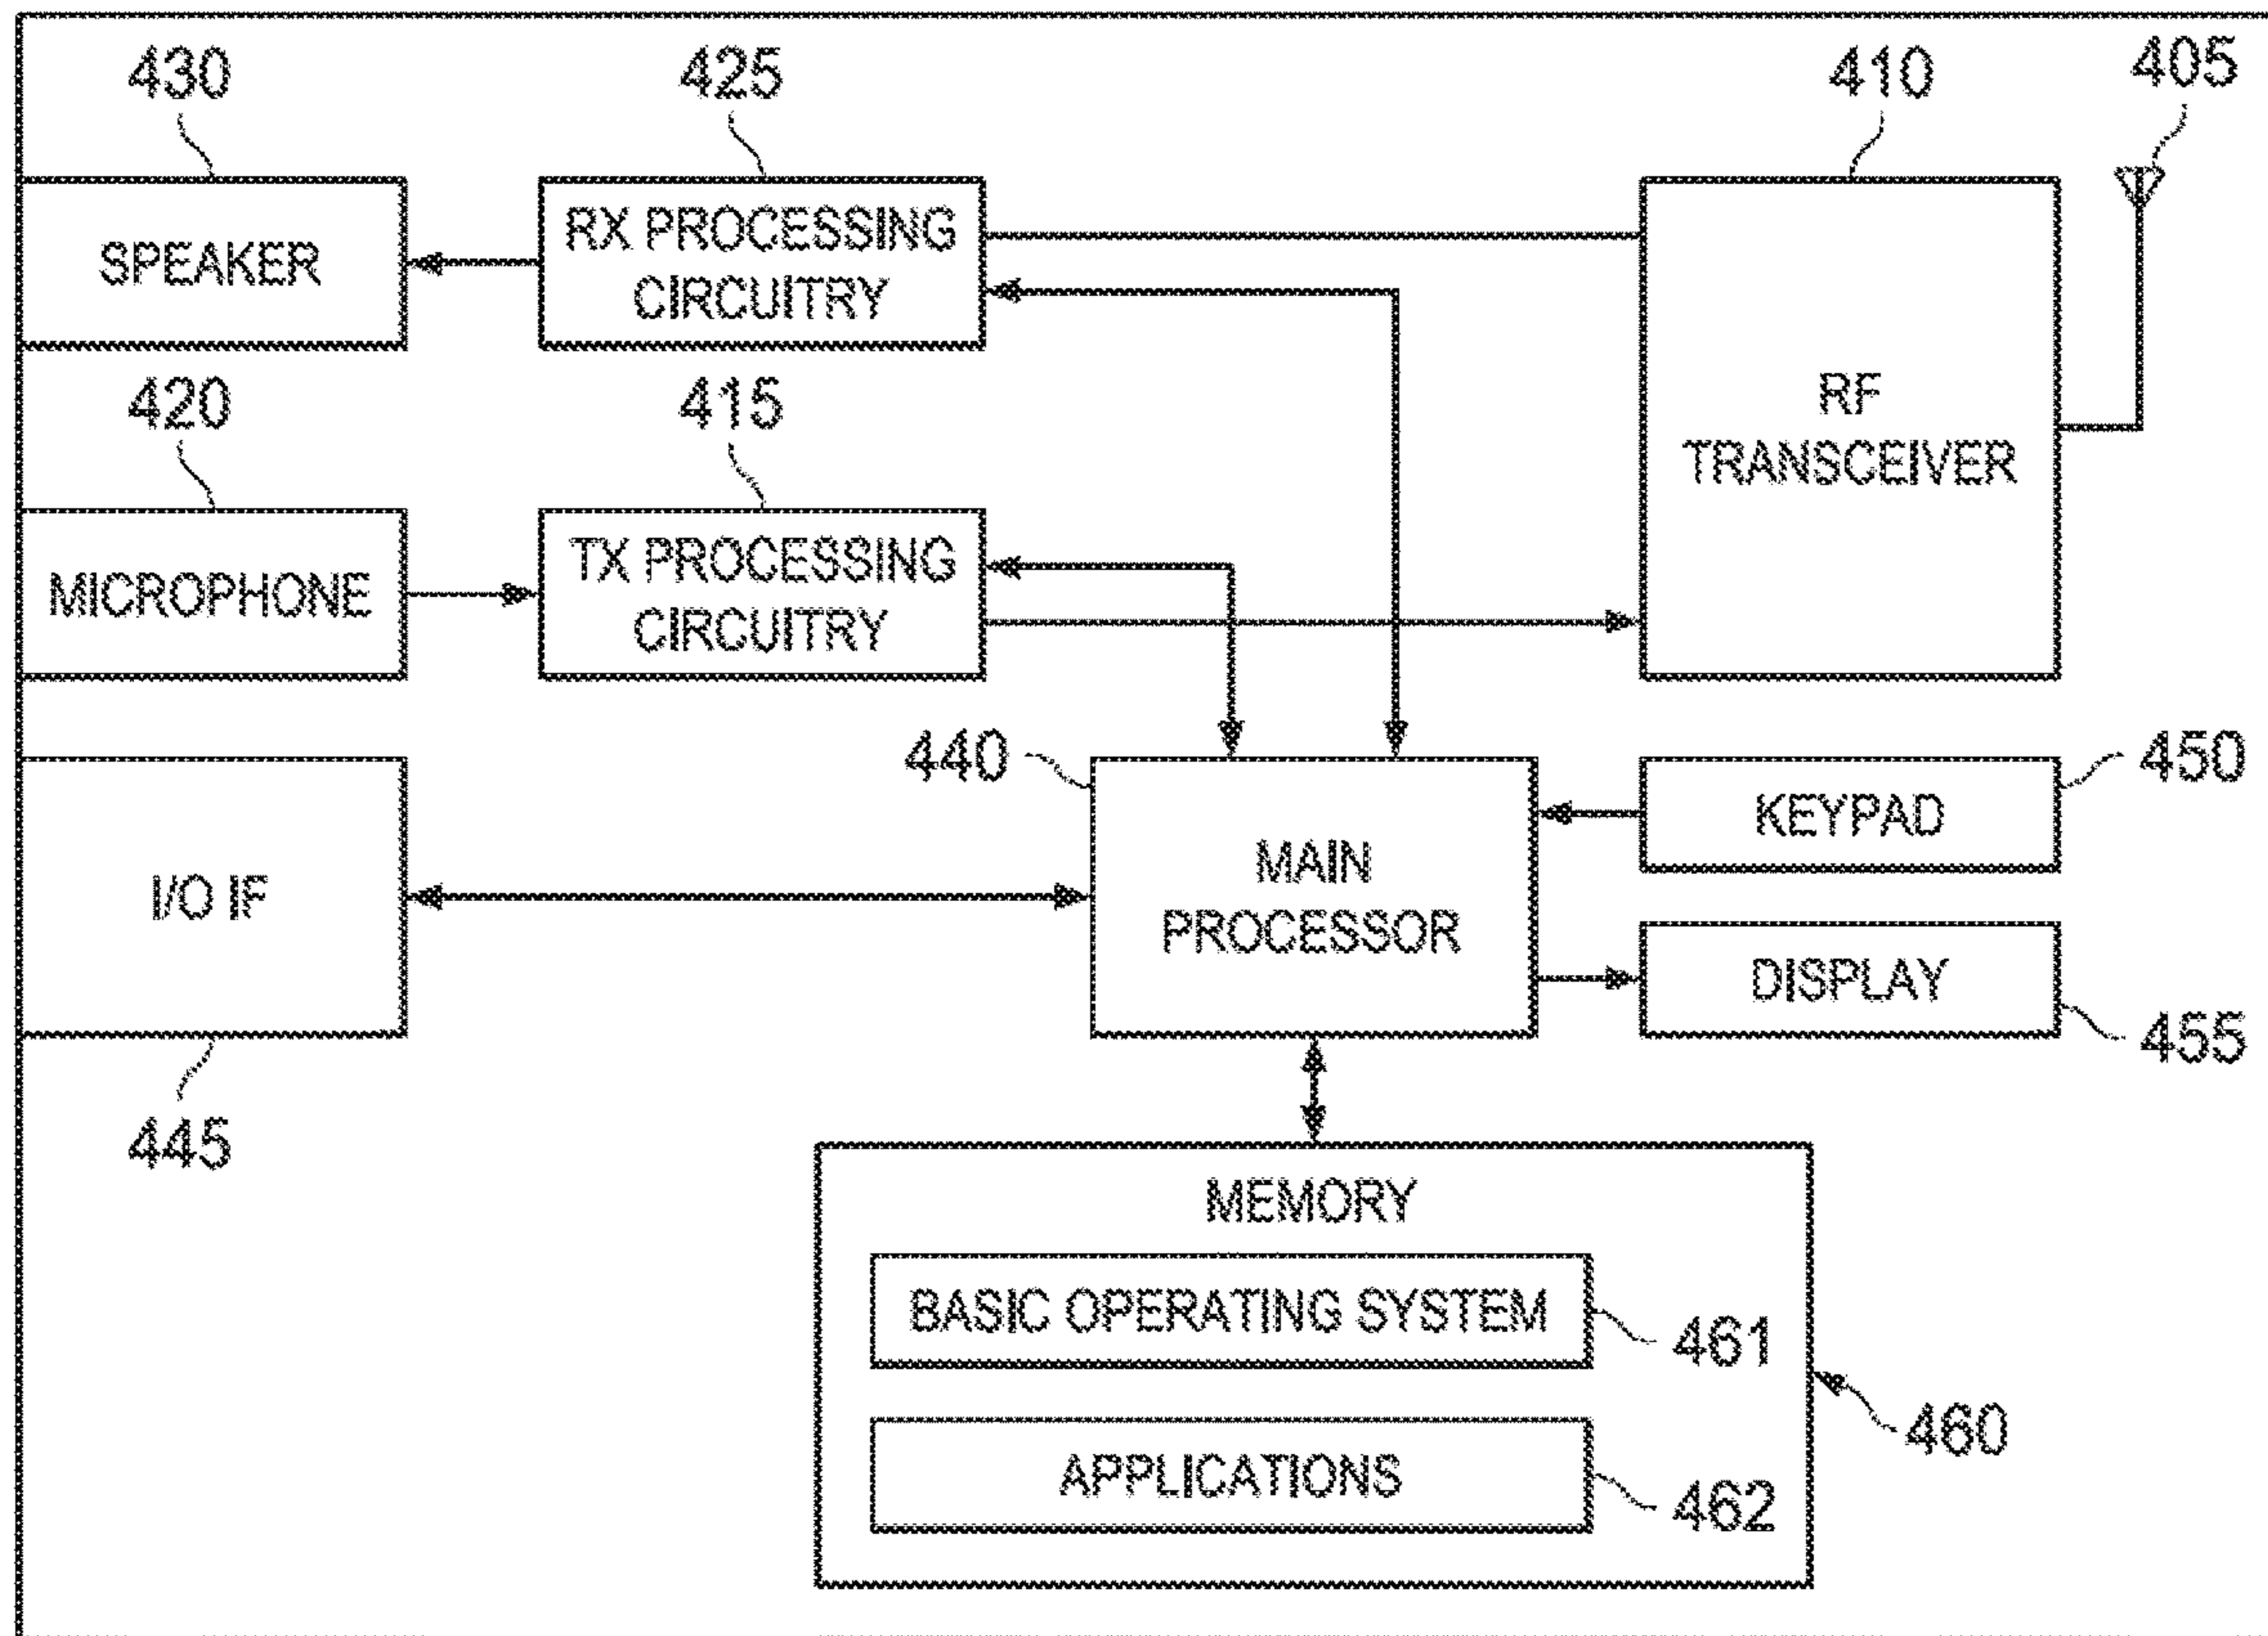 430
425
410
405
SPEAKER
RX PROCESSING
CIRCUITRY
RF
TRANSCEIVER
420
415
MICROPHONE
TX PROCESSING
CIRCUITRY
440
450
I/O IF
MAIN
PROCESSOR
KEYPAD
DISPLAY
455
445
MEMORY
BASIC OPERATING SYSTEM
461
460
APPLICATIONS
462